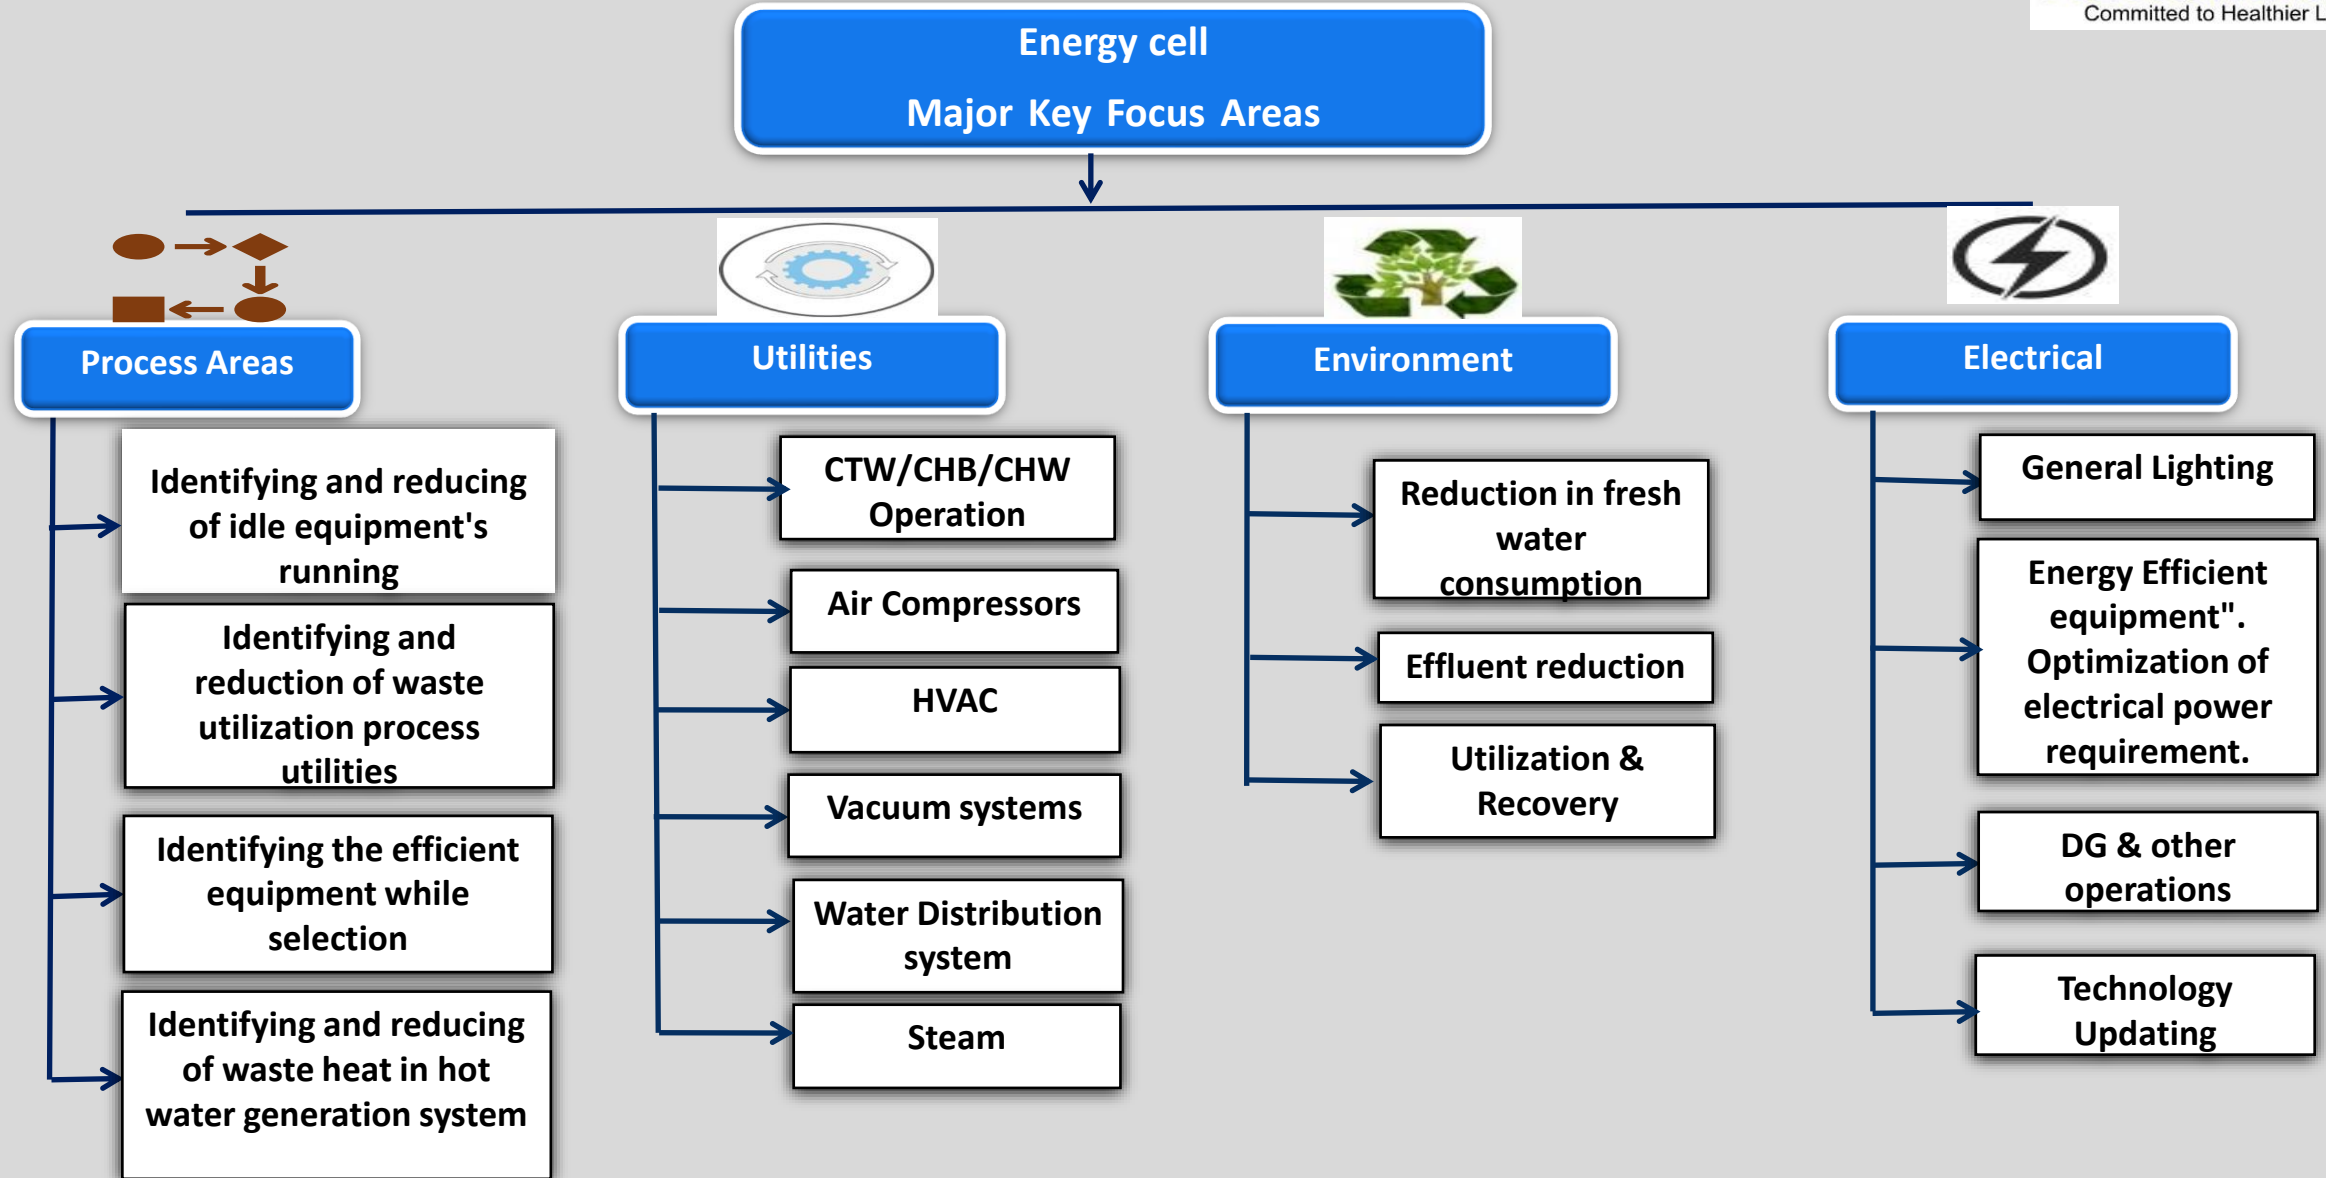 Committed to Healthier L
Energy cell
Major Key Focus Areas
Process Areas
Identifying and reducing
of idle equipment's
running
Identifying and
reduction of waste
utilization process
utilities
Identifying the efficient
equipment while
selection
Identifying and reducing
of waste heat in hot
water generation system
Utilities
CTW/CHB/CHW
Operation
Air Compressors
HVAC
Vacuum systems
Water Distribution
system
Steam
Environment
Reduction in fresh
water
consumption
Effluent reduction
Utilization &
Recovery
Electrical
General Lighting
Energy Efficient
equipment".
Optimization of
electrical power
requirement.
DG & other
operations
Technology
Updating